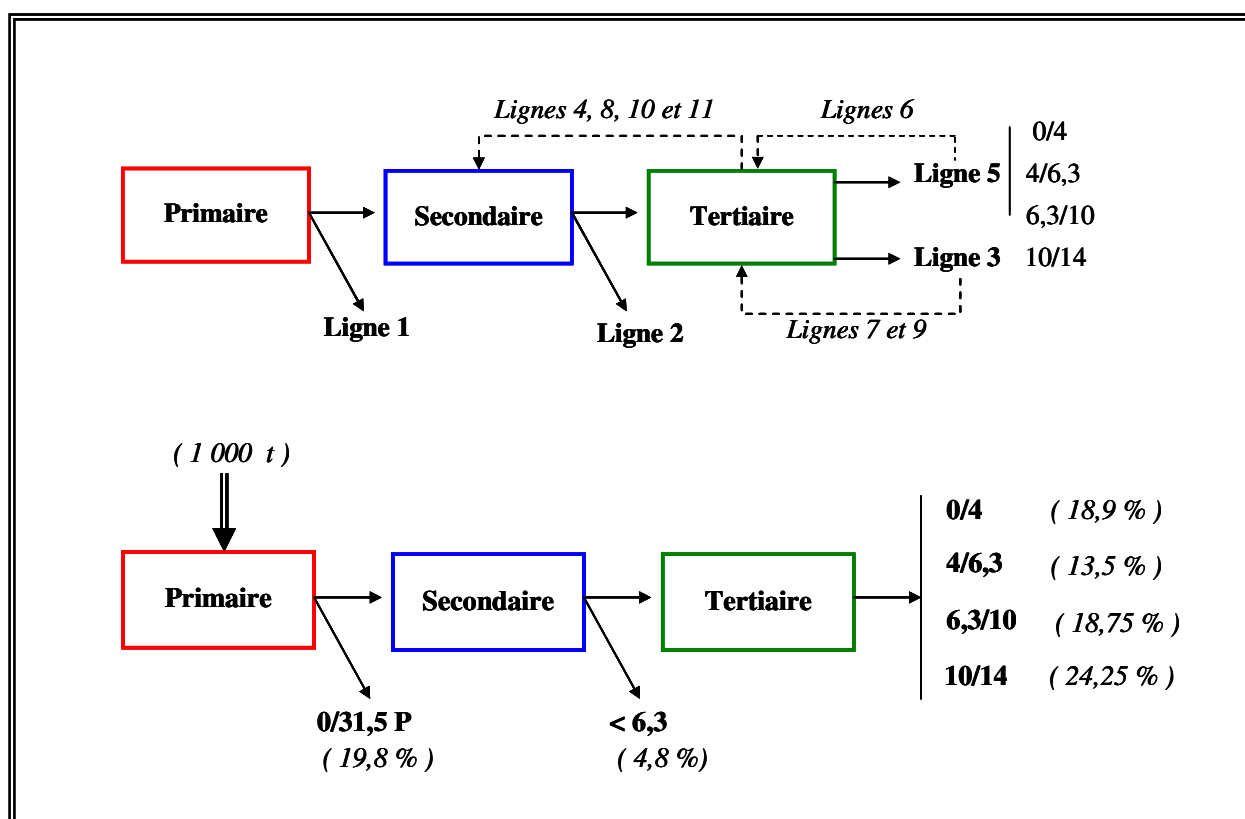 Lignes 4, 8, 10 et 11
Lignes 6
0/4
Primaire
Secondaire
Tertiaire
Ligne 5
4/6,3
6,3/10
Ligne 3
10/14
Ligne 1
Ligne 2
Lignes 7 et 9
( 1 000 t )
0/4 ( 18,9 % )
4/6,3 ( 13,5 % )
Primaire
Secondaire
Tertiaire
6,3/10 ( 18,75 % )
10/14 ( 24,25 % )
0/31,5 P
( 19,8 % )
< 6,3
( 4,8 %)